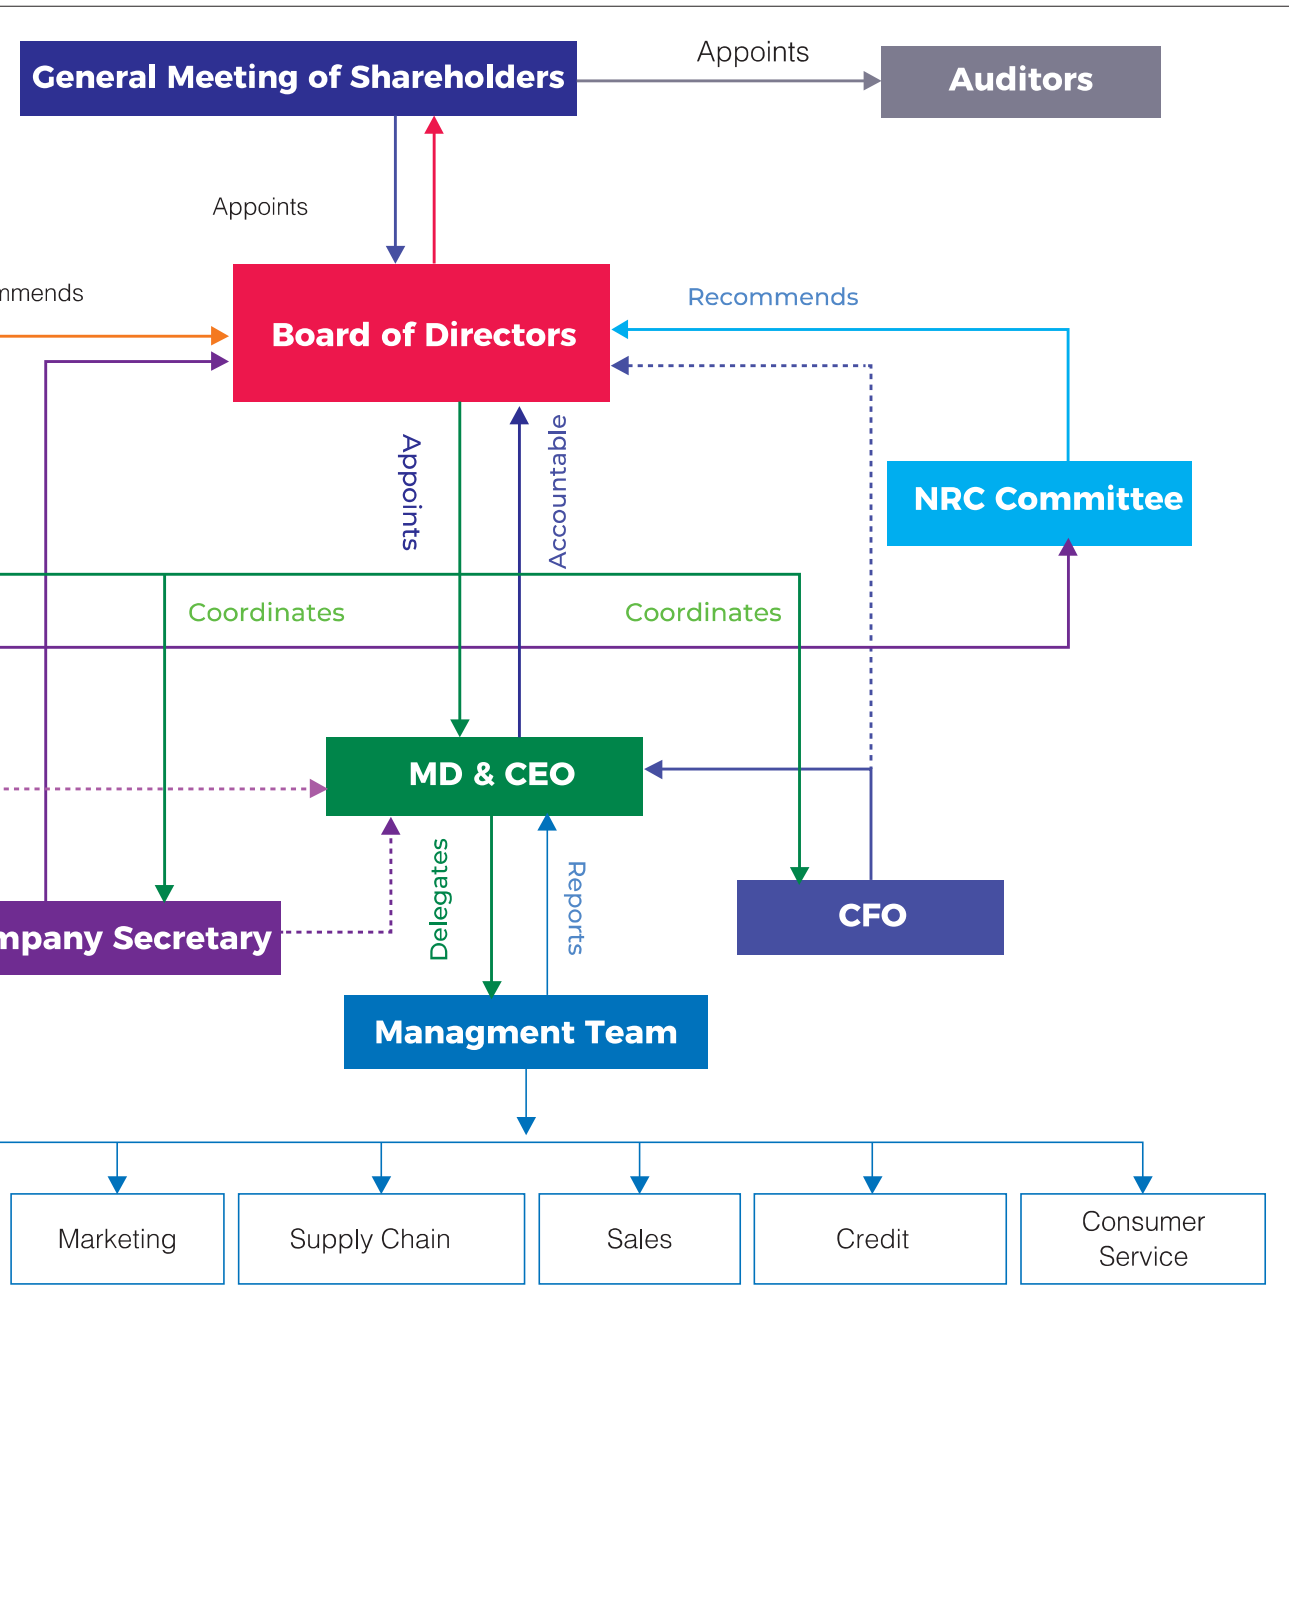 General Meeting of Shareholders
Appoints
Auditors
Appoints
mmends
Recommends
Board of Directors
Appoints
Accountable
NRC Committee
Coordinates
Coordinates
MD & CEO
Delegates
Reports
mpany Secretary
CFO
Managment Team
Marketing
Supply Chain
Sales
Credit
Consumer
Service